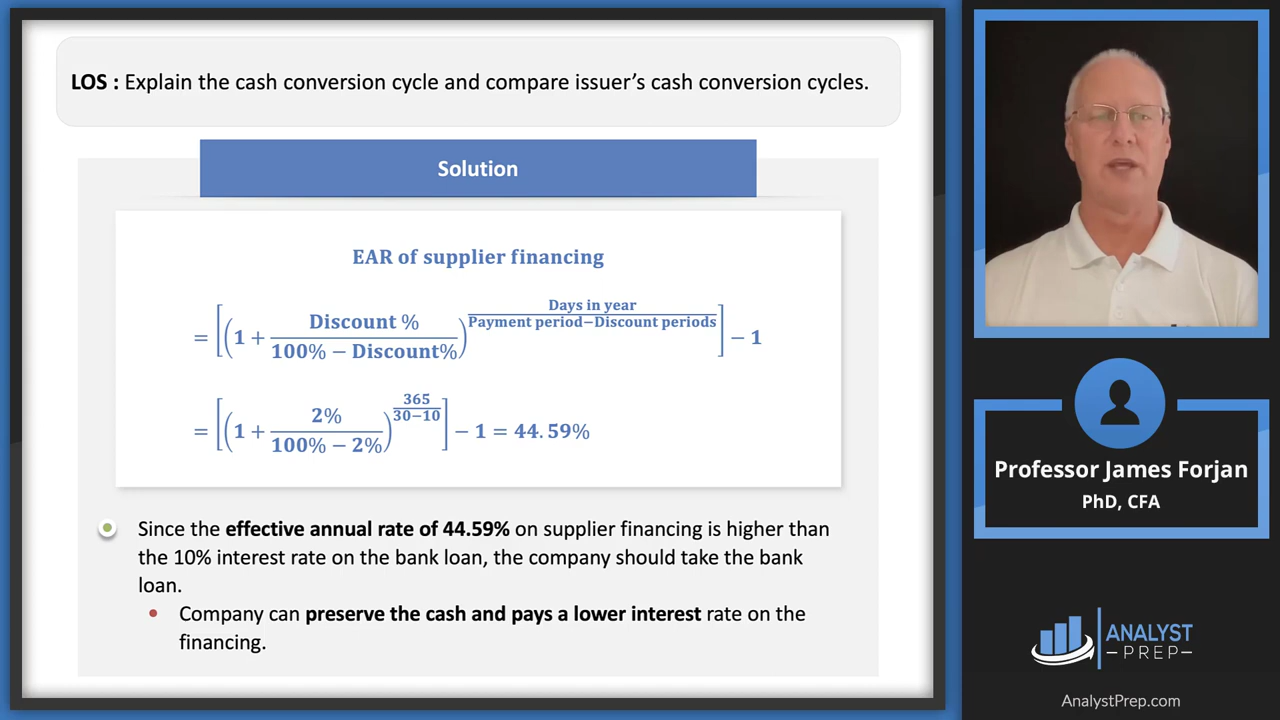 LOS : Explain the cash conversion cycle and compare issuer’s cash conversion cycles.
Solution
EAR of supplier financing
= [(1 + Discount % / 100% − Discount%)^(Days in year / Payment period−Discount periods)] − 1
= [(1 + 2% / 100% − 2%)^(365 / 30−10)] − 1 = 44.59%
Since the effective annual rate of 44.59% on supplier financing is higher than
the 10% interest rate on the bank loan, the company should take the bank
loan.
Company can preserve the cash and pays a lower interest rate on the
financing.
Professor James Forjan
PhD, CFA
ANALYST
PREP
AnalystPrep.com